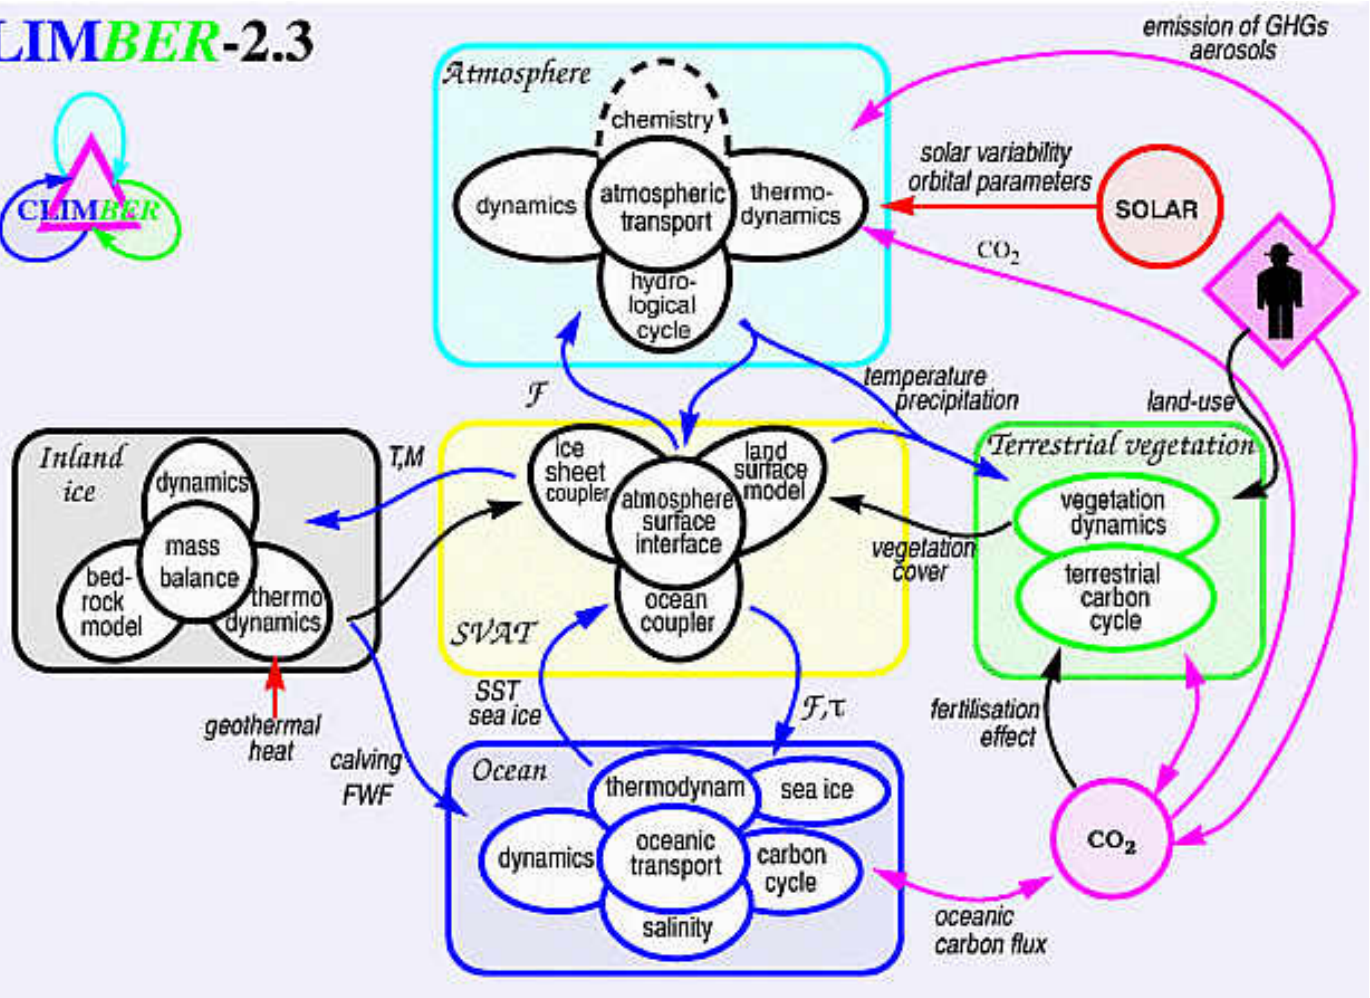 LIMBER-2.3
emission of GHGs
aerosols
CLIMBER
Atmosphere
chemistry
dynamics
atmospheric
transport
thermo-
dynamics
hydro-
logical
cycle
solar variability
orbital parameters
SOLAR
CO₂
F
temperature
precipitation
land-use
Inland
ice
dynamics
mass
balance
bed-
rock
model
thermo
dynamics
T,M
ice
sheet
coupler
land
surface
model
atmosphere
surface
interface
ocean
coupler
SVAT
vegetation
cover
Terrestrial vegetation
vegetation
dynamics
terrestrial
carbon
cycle
geothermal
heat
calving
FWF
SST
sea ice
F,τ
fertilisation
effect
Ocean
thermodynam
sea ice
dynamics
oceanic
transport
carbon
cycle
salinity
CO₂
oceanic
carbon flux